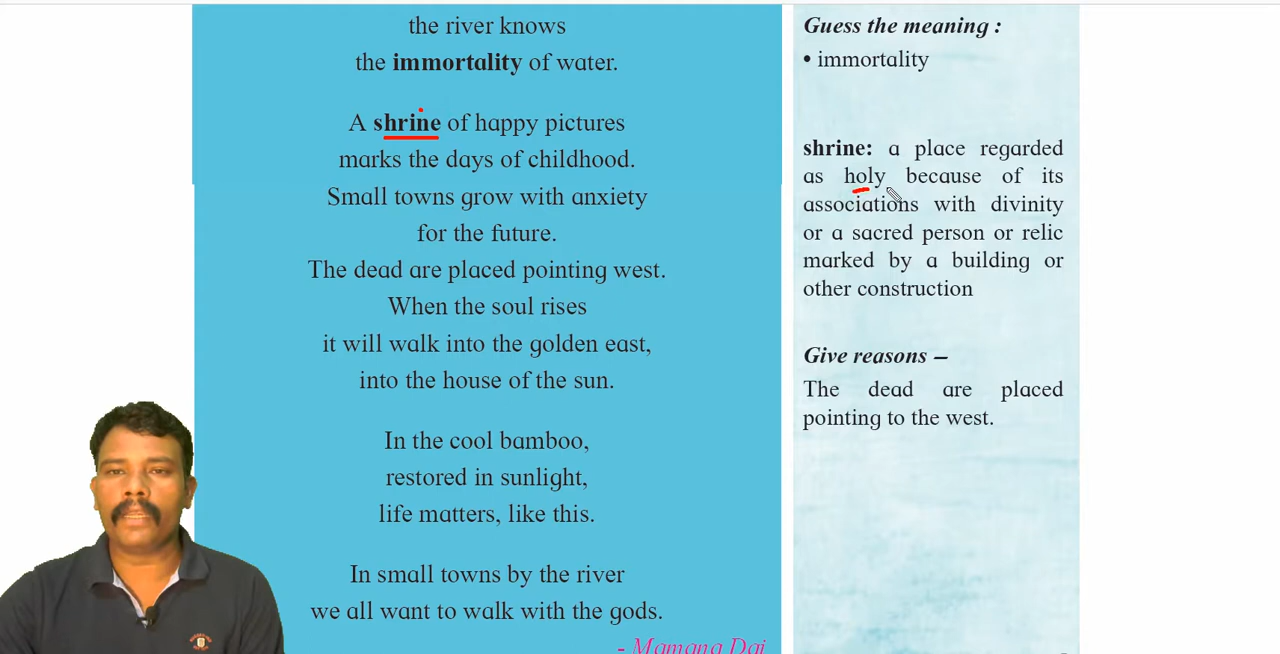 the river knows
the immortality of water.
A shrine of happy pictures
marks the days of childhood.
Small towns grow with anxiety
for the future.
The dead are placed pointing west.
When the soul rises
it will walk into the golden east,
into the house of the sun.
In the cool bamboo,
restored in sunlight,
life matters, like this.
In small towns by the river
we all want to walk with the gods.
- Mamang Dai
Guess the meaning :
• immortality
shrine: a place regarded
as holy because of its
associations with divinity
or a sacred person or relic
marked by a building or
other construction
Give reasons –
The dead are placed
pointing to the west.